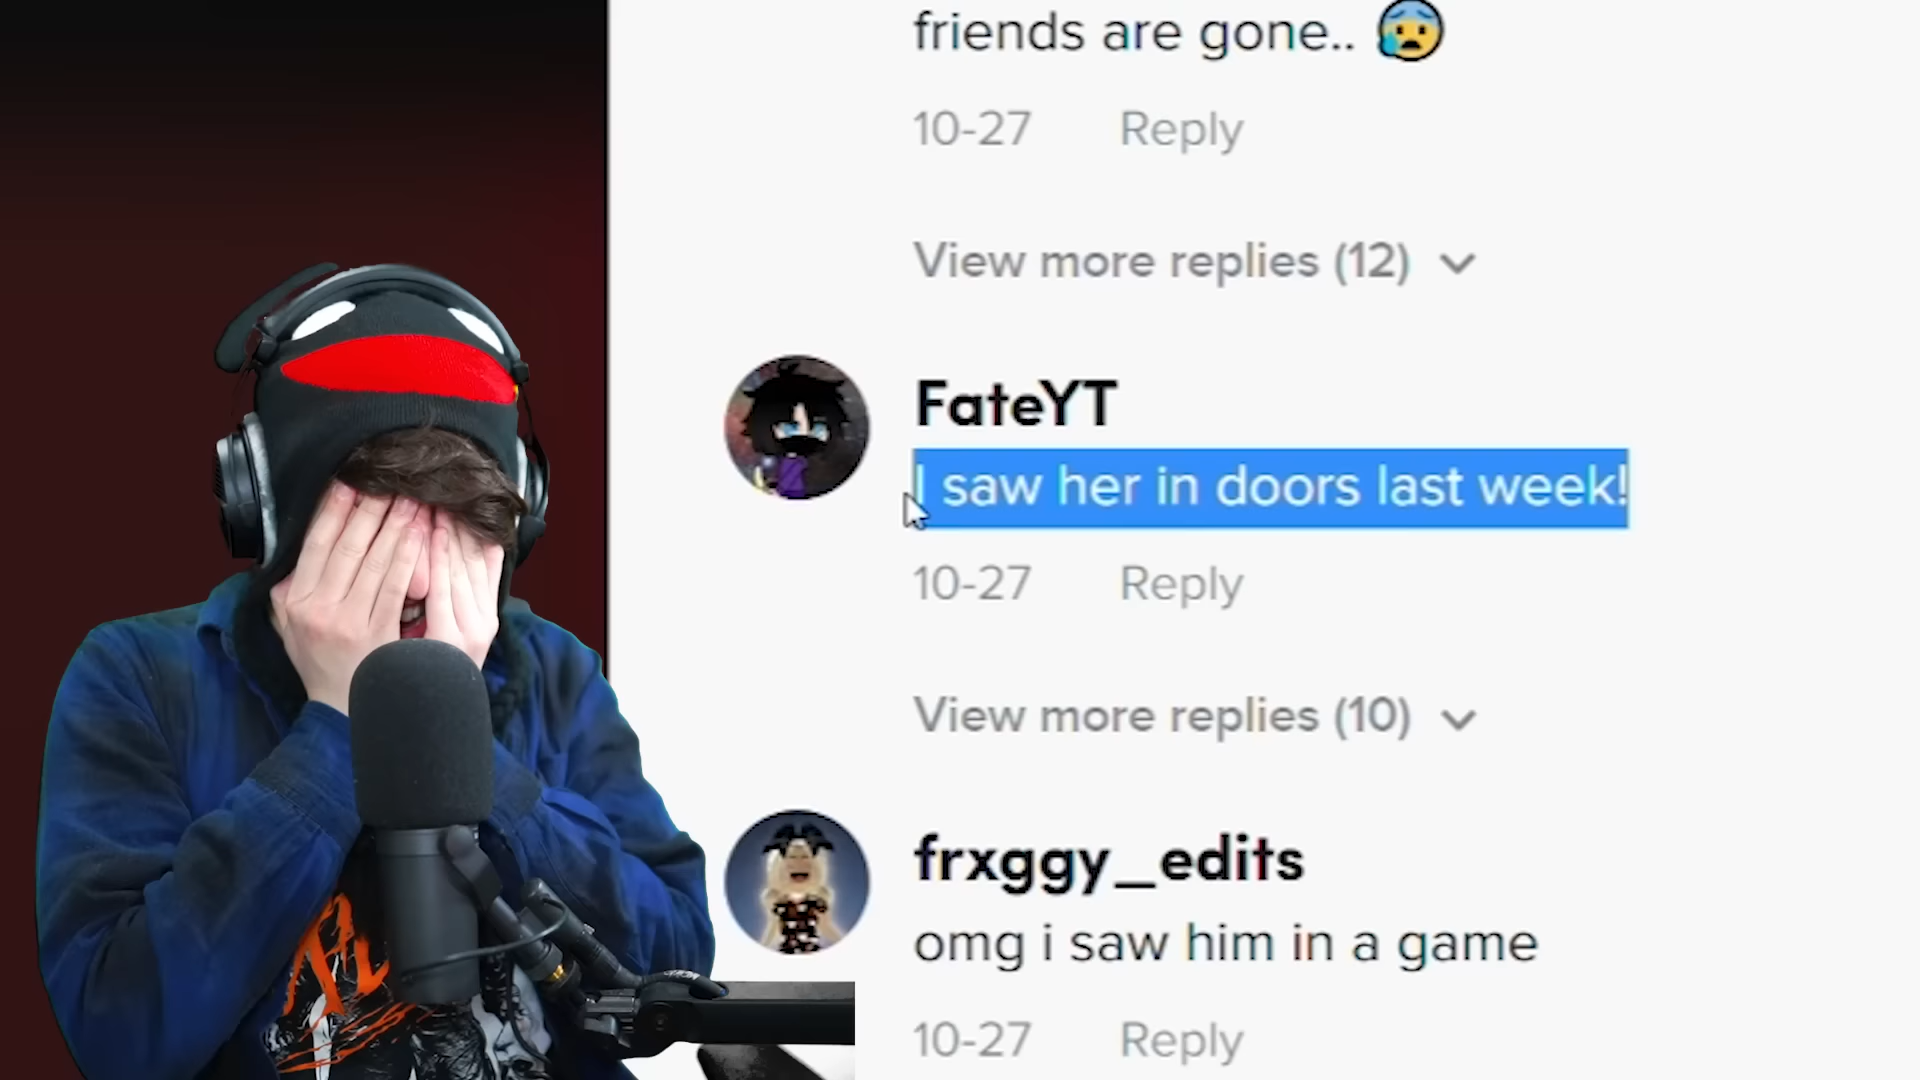 friends are gone..
10-27 Reply
View more replies (12)
FateYT
I saw her in doors last week!
10-27 Reply
View more replies (10)
frxggy_edits
omg i saw him in a game
10-27 Reply